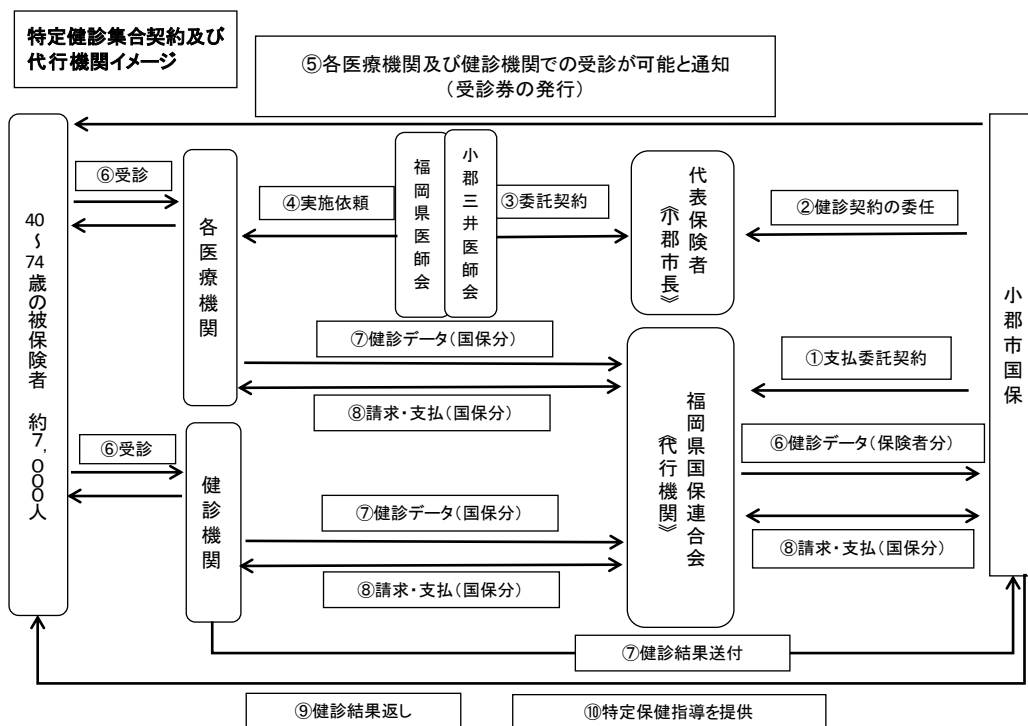 特定健診集合契約及び
代行機関イメージ
⑤各医療機関及び健診機関での受診が可能と通知
（受診券の発行）
40～74歳の被保険者　約7,000人
⑥受診
各医療機関
④実施依頼
福岡県医師会
小郡三井医師会
③委託契約
代表保険者
《小郡市長》
②健診契約の委任
小郡市国保
⑦健診データ（国保分）
⑧請求・支払（国保分）
①支払委託契約
福岡県国保連合会
《代行機関》
⑥受診
健診機関
⑥健診データ（保険者分）
⑦健診データ（国保分）
⑧請求・支払（国保分）
⑧請求・支払（国保分）
⑦健診結果送付
⑨健診結果返し
⑩特定保健指導を提供